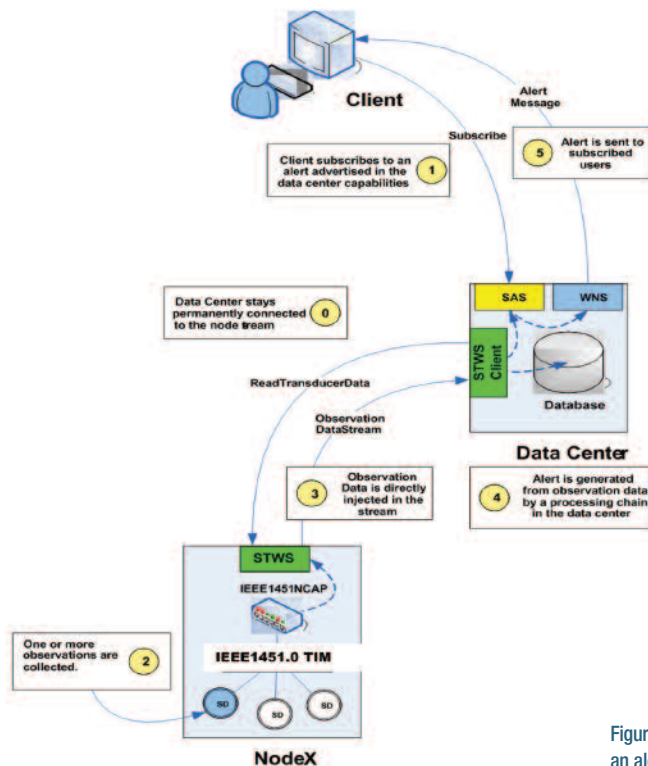 Client
Alert
Message
Subscribe
5
Alert is sent to
subscribed
users
Client subscribes to an
alert advertised in the
data center capabilities
1
SAS
WNS
Data Center stays
permanently connected
to the node tream
0
STWS
Client
ReadTransducerData
Database
Observation
DataStream
Data Center
3
Observation
Data is directly
injected in the
stream
4
Alert is generated
from observation data
by a processing chain
in the data center
STWS
IEEE1451NCAP
One or more
observations are
collected.
2
IEEE1451.0 TIM
SD
SD
SD
NodeX
Figur
an ale